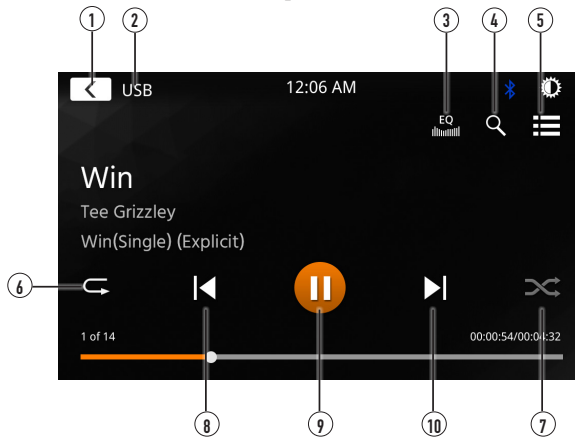 1 2 3 4 5
USB 12:06 AM
EQ
Win
Tee Grizzley
Win(Single) (Explicit)
6
1 of 14 00:00:54/00:04:32
8 9 10 7